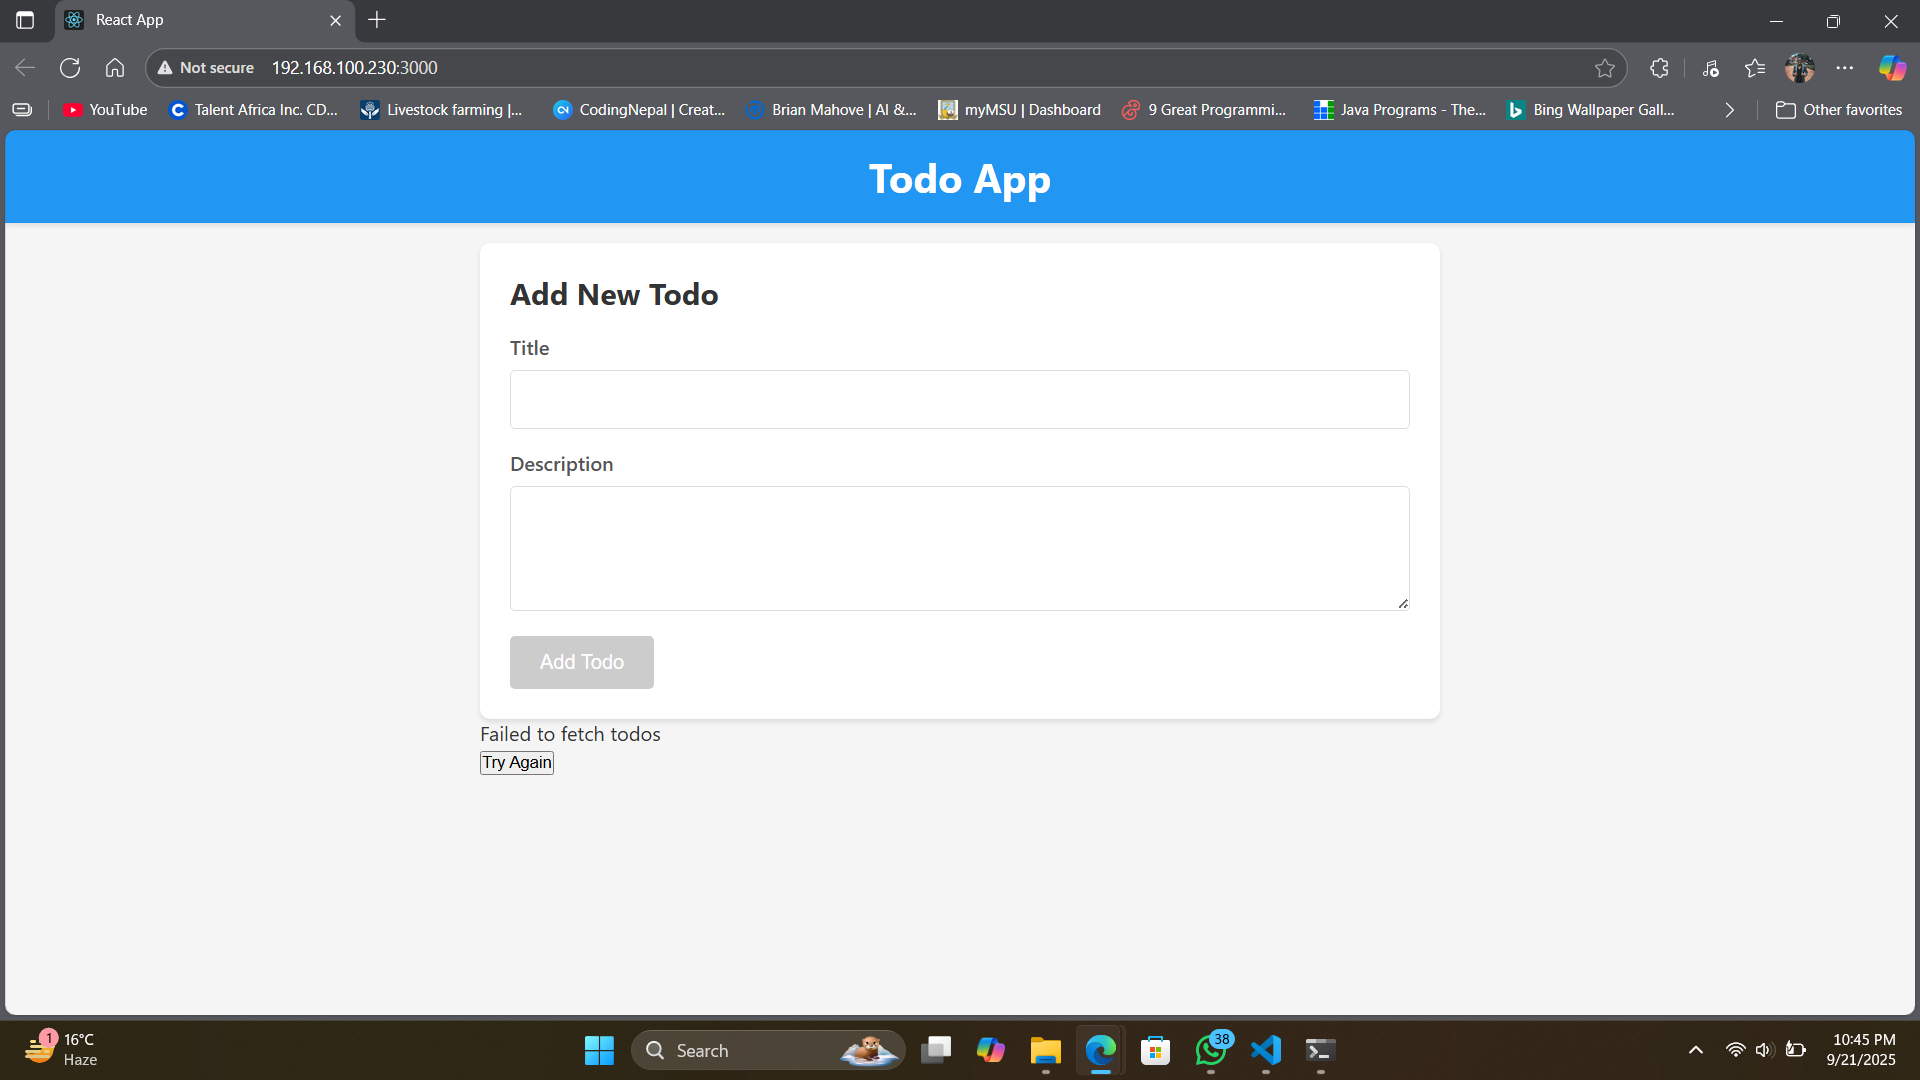 React App
Not secure 192.168.100.230:3000
YouTube Talent Africa Inc. CD... Livestock farming |... CodingNepal | Creat... Brian Mahove | AI &... myMSU | Dashboard 9 Great Programmi... Java Programs - The... Bing Wallpaper Gall... Other favorites
Todo App
Add New Todo
Title
Description
Add Todo
Failed to fetch todos
Try Again
1
16°C
Haze
Search
38
10:45 PM
9/21/2025